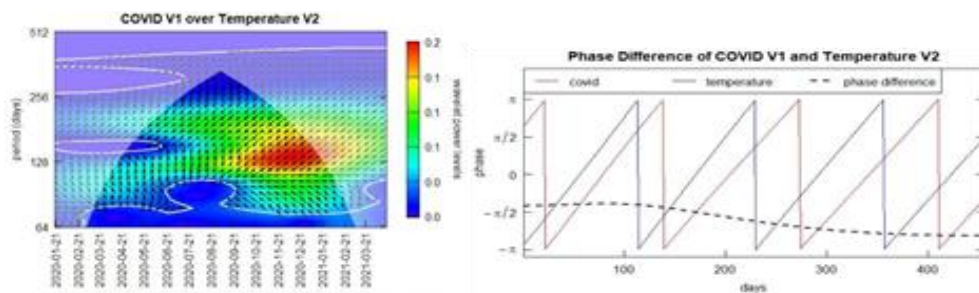 COVID V1 over Temperature V2
512
256
128
64
period (days)
0.2
0.1
0.1
0.0
0.0
wavelet power levels
2020-01-21
2020-02-21
2020-03-21
2020-04-21
2020-05-21
2020-06-21
2020-07-21
2020-08-21
2020-09-21
2020-10-21
2020-11-21
2020-12-21
2021-01-21
2021-02-21
2021-03-21
Phase Difference of COVID V1 and Temperature V2
covid temperature phase difference
π
π/2
0
-π/2
-π
phase
100 200 300 400
days